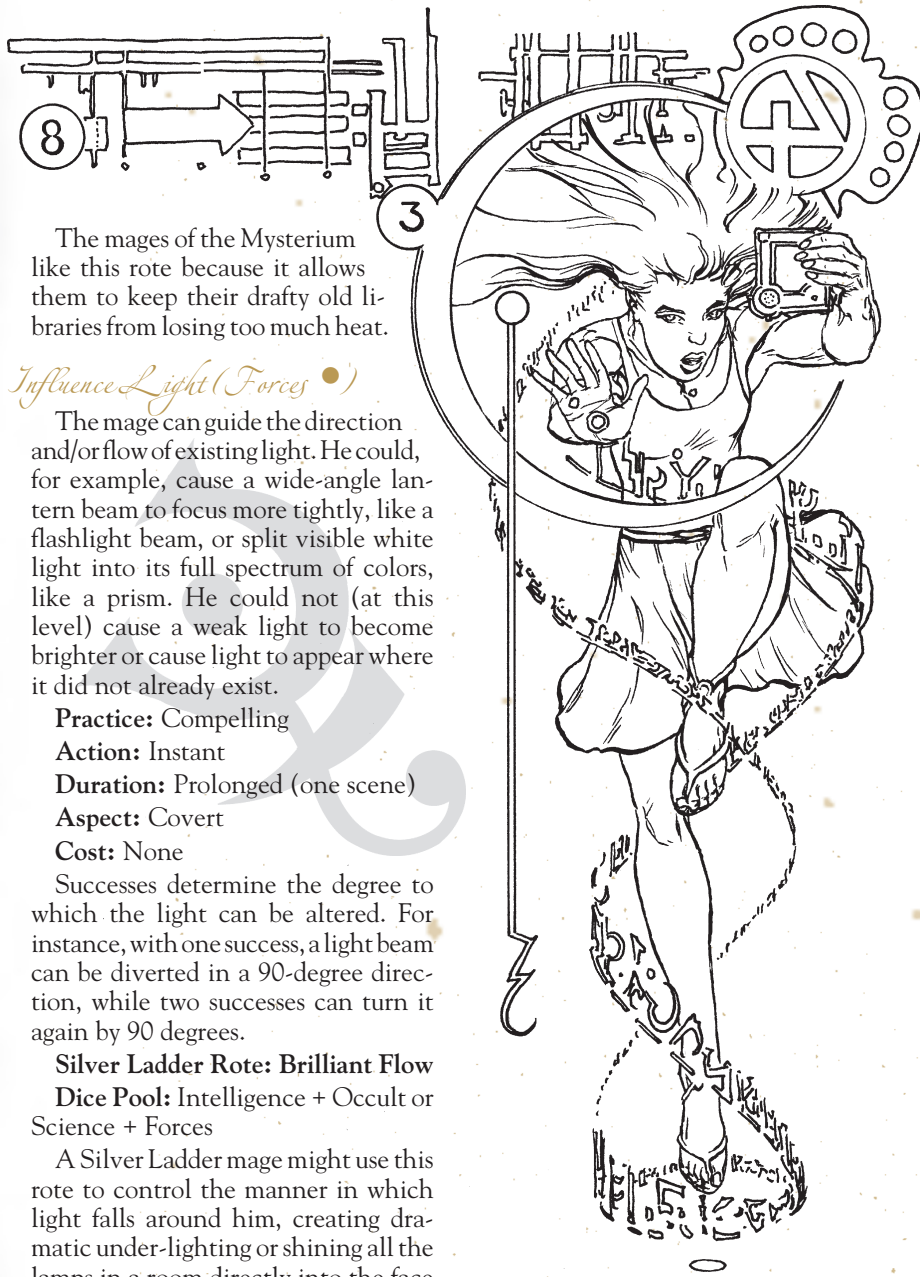 8
3
The mages of the Mysterium
like this rote because it allows
them to keep their drafty old li-
braries from losing too much heat.
Influence Light (Forces •)
The mage can guide the direction
and/or flow of existing light. He could,
for example, cause a wide-angle lan-
tern beam to focus more tightly, like a
flashlight beam, or split visible white
light into its full spectrum of colors,
like a prism. He could not (at this
level) cause a weak light to become
brighter or cause light to appear where
it did not already exist.
Practice: Compelling
Action: Instant
Duration: Prolonged (one scene)
Aspect: Covert
Cost: None
Successes determine the degree to
which the light can be altered. For
instance, with one success, a light beam
can be diverted in a 90-degree direc-
tion, while two successes can turn it
again by 90 degrees.
Silver Ladder Rote: Brilliant Flow
Dice Pool: Intelligence + Occult or
Science + Forces
A Silver Ladder mage might use this
rote to control the manner in which
light falls around him, creating dra-
matic under-lighting or shining all the
lamps in a room directly into the face